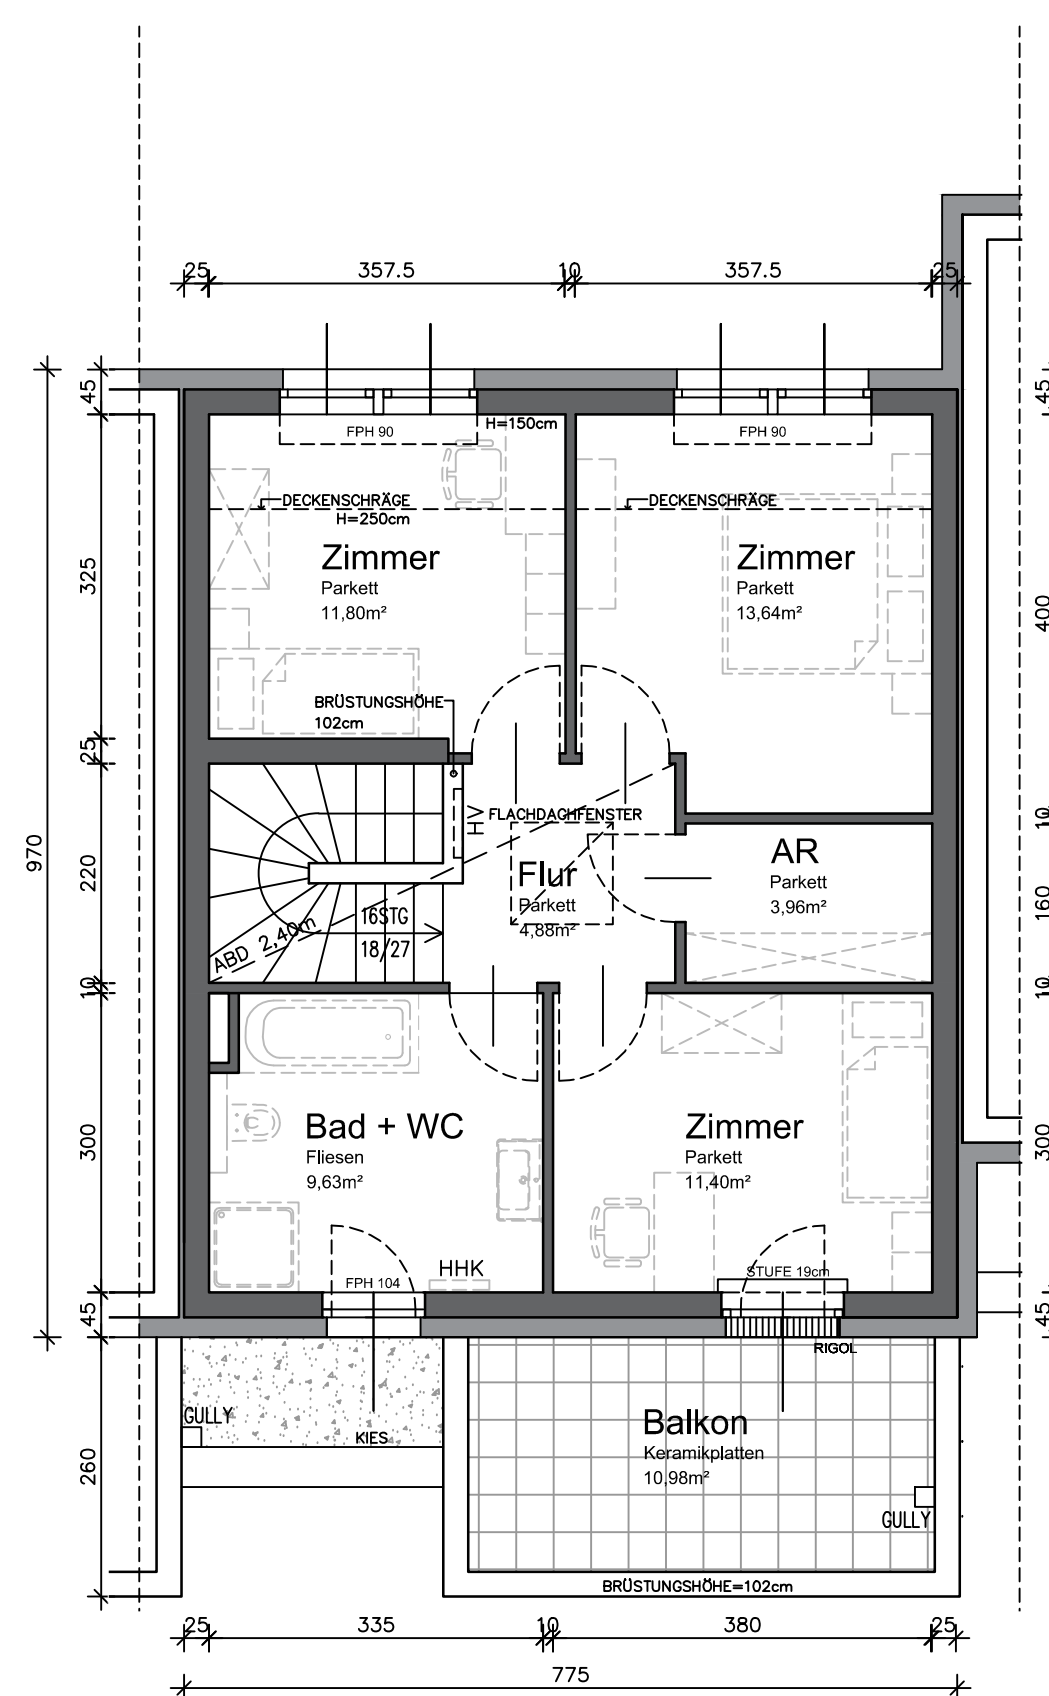 25
357.5
10
357.5
25
45
45
FPH 90
H=150cm
FPH 90
DECKENSCHRÄGE
H=250cm
DECKENSCHRÄGE
325
Zimmer
Parkett
11,80m²
Zimmer
Parkett
13,64m²
400
BRÜSTUNGSHÖHE
102cm
25
HV
FLACHDACHFENSTER
10
970
220
Flur
Parkett
4,88m²
AR
Parkett
3,96m²
160
16STG
18/27
ABD 2,40m
10
10
300
Bad + WC
Fliesen
9,63m²
Zimmer
Parkett
11,40m²
300
HHK
FPH 104
STUFE 19cm
45
45
RIGOL
GULLY
KIES
Balkon
Keramikplatten
10,98m²
260
GULLY
BRÜSTUNGSHÖHE=102cm
25
335
10
380
25
775